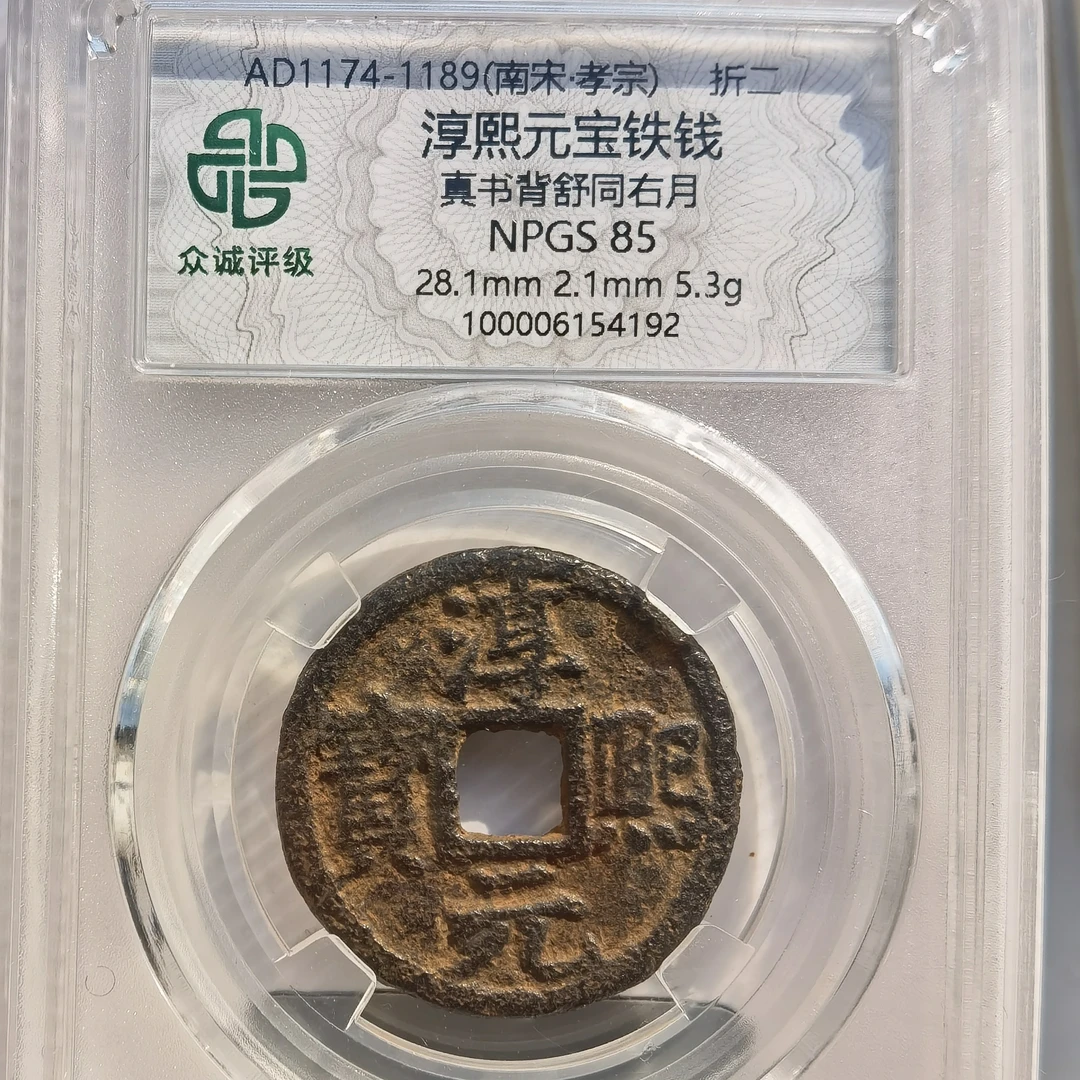 AD1174-1189(南宋·孝宗) 折二
淳熙元宝铁钱
真书背舒同右月
NPGS 85
28.1mm 2.1mm 5.3g
100006154192
众诚评级
淳熙元寶